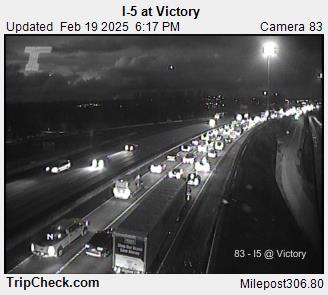 I-5 at Victory
Updated Feb 19 2025 6:17 PM Camera 83
N
83 - I5 @ Victory
TripCheck.com Milepost306.80